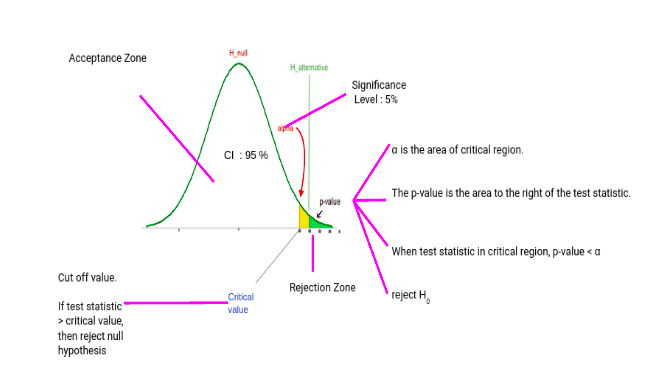 H_null
Acceptance Zone
H_alternative
Significance
Level : 5%
alpha
α is the area of critical region.
CI : 95 %
The p-value is the area to the right of the test statistic.
p-value
When test statistic in critical region, p-value < α
Cut off value.
Rejection Zone
reject H0
Critical
value
If test statistic
> critical value,
then reject null
hypothesis